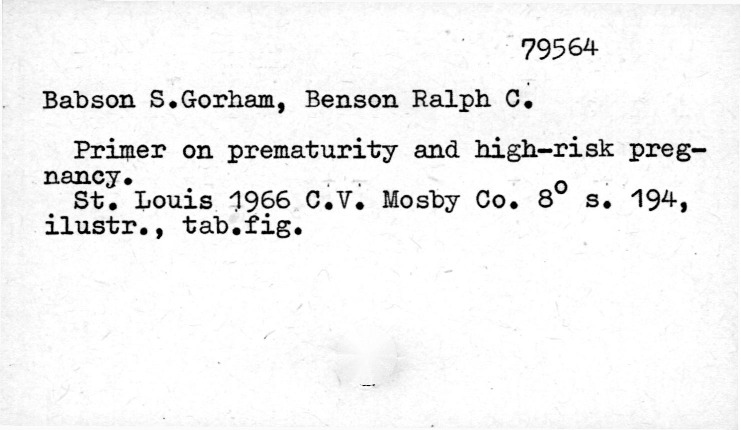 79564
Babson S.Gorham, Benson Ralph C.
Primer on prematurity and high-risk preg-
nancy.
St. Louis 1966 C.V. Mosby Co. 8° s. 194,
ilustr., tab.fig.